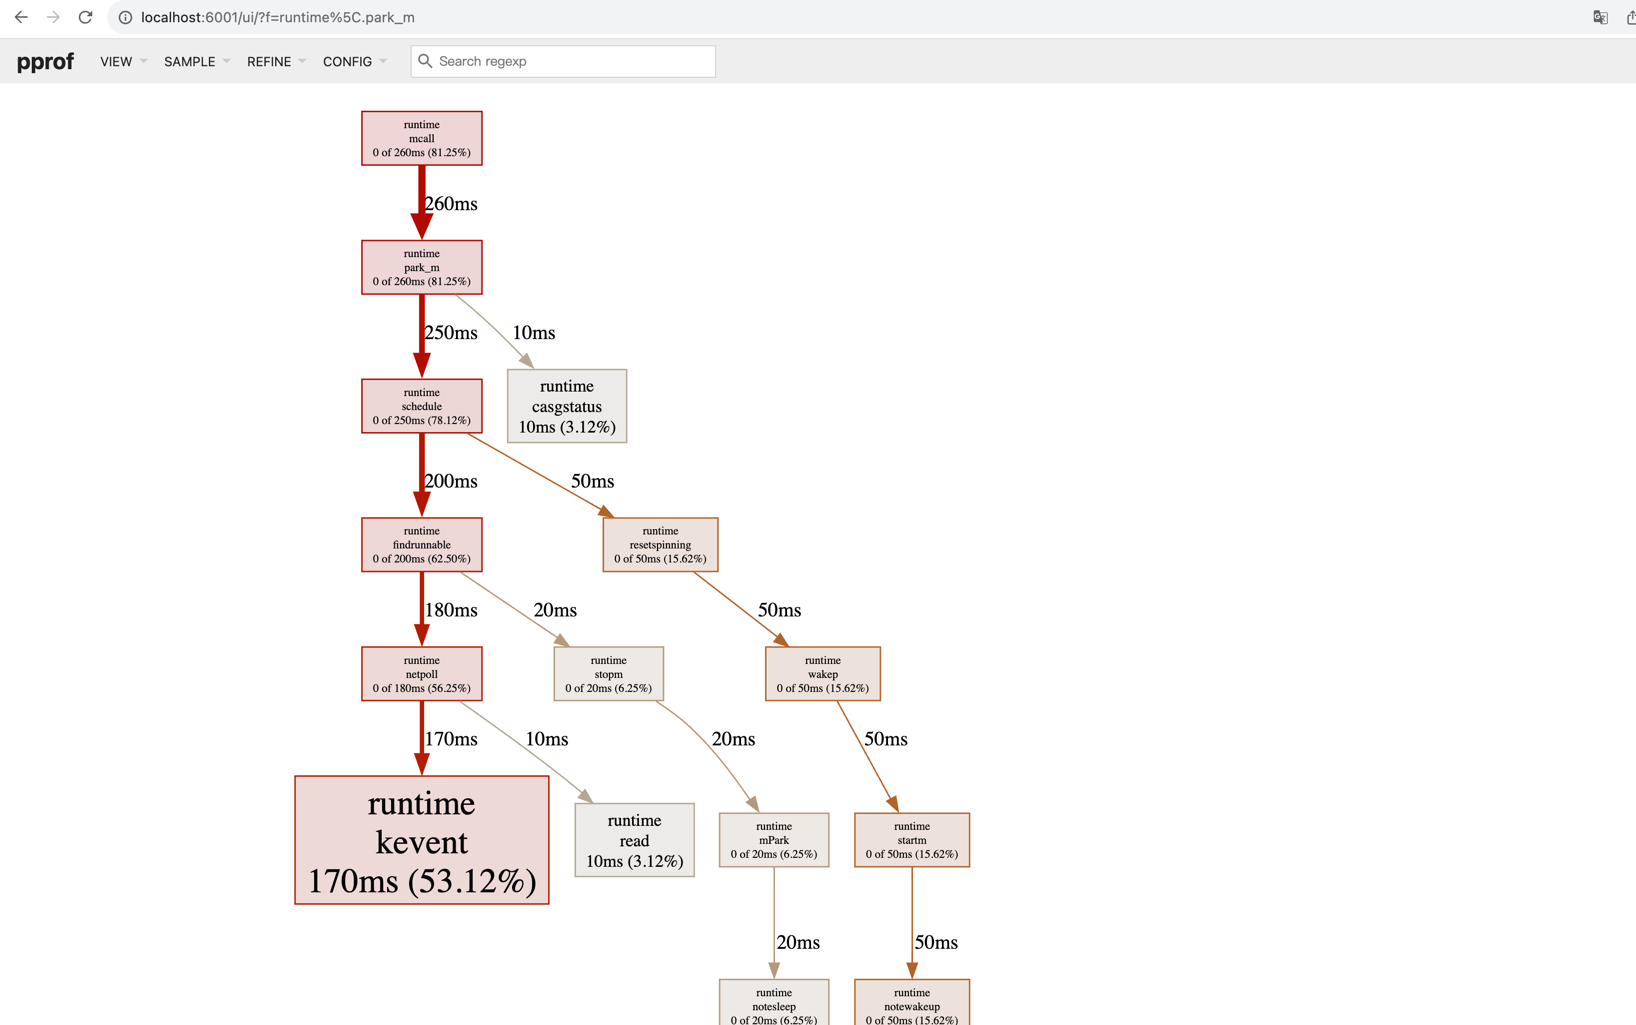 localhost:6001/ui/?f=runtime%5C.park_m
pprof VIEW SAMPLE REFINE CONFIG Search regexp
runtime
mcall
0 of 260ms (81.25%)
260ms
runtime
park_m
0 of 260ms (81.25%)
250ms
10ms
runtime
schedule
0 of 250ms (78.12%)
runtime
casgstatus
10ms (3.12%)
200ms
50ms
runtime
findrunnable
0 of 200ms (62.50%)
runtime
resetspinning
0 of 50ms (15.62%)
180ms
20ms
50ms
runtime
netpoll
0 of 180ms (56.25%)
runtime
stopm
0 of 20ms (6.25%)
runtime
wakep
0 of 50ms (15.62%)
170ms
10ms
20ms
50ms
runtime
kevent
170ms (53.12%)
runtime
read
10ms (3.12%)
runtime
mPark
0 of 20ms (6.25%)
runtime
startm
0 of 50ms (15.62%)
20ms
50ms
runtime
notesleep
0 of 20ms (6.25%)
runtime
notewakeup
0 of 50ms (15.62%)